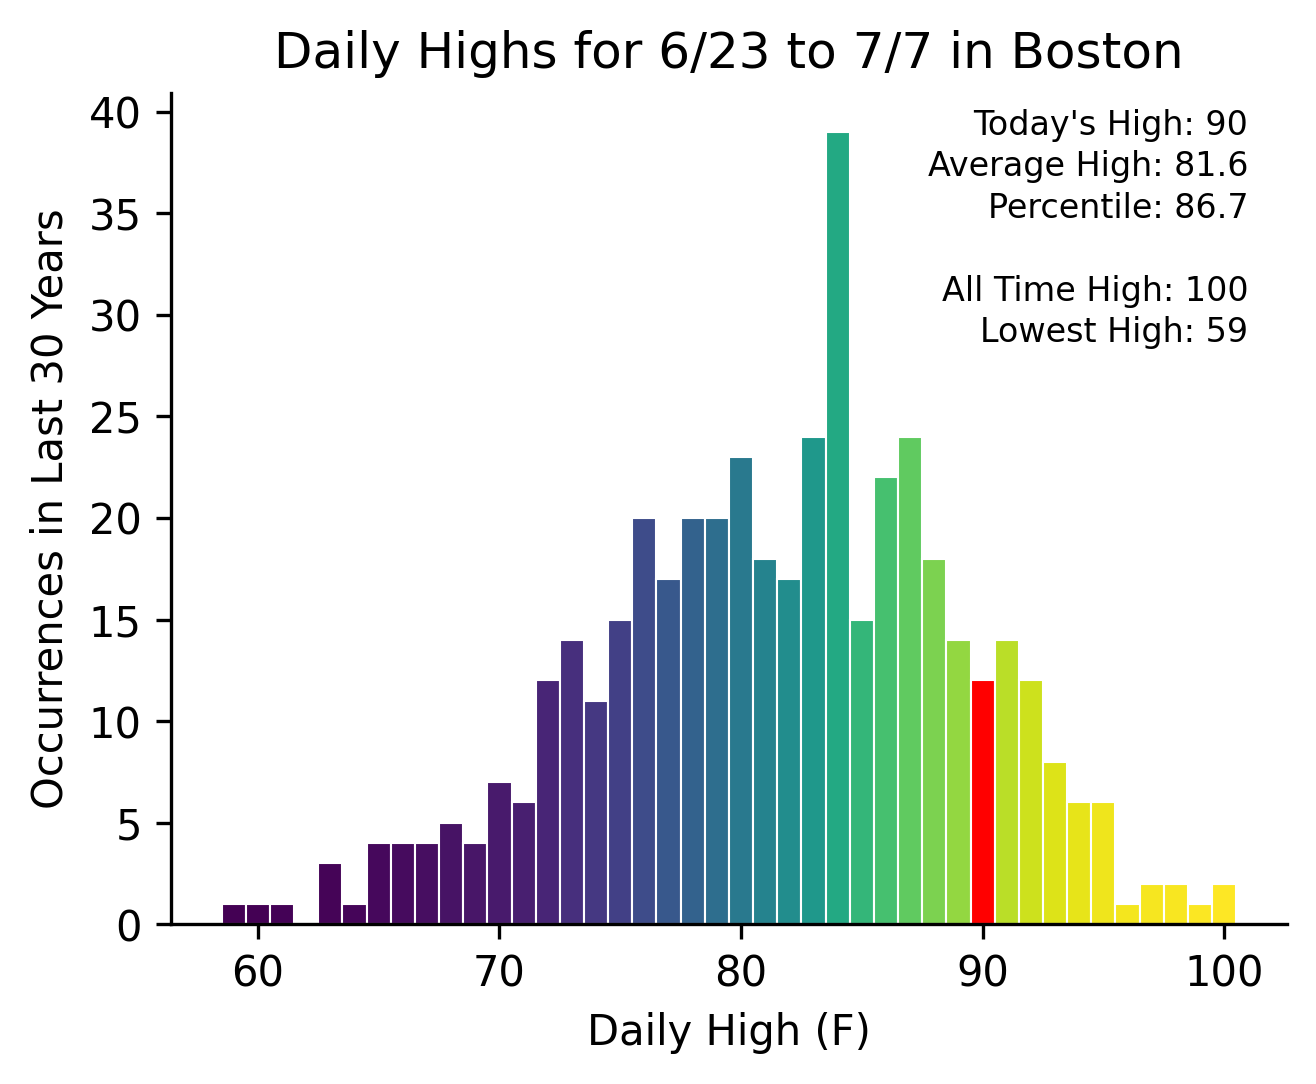 Daily Highs for 6/23 to 7/7 in Boston
Today's High: 90
Average High: 81.6
Percentile: 86.7
All Time High: 100
Lowest High: 59
Occurrences in Last 30 Years
40
35
30
25
20
15
10
5
0
60 70 80 90 100
Daily High (F)